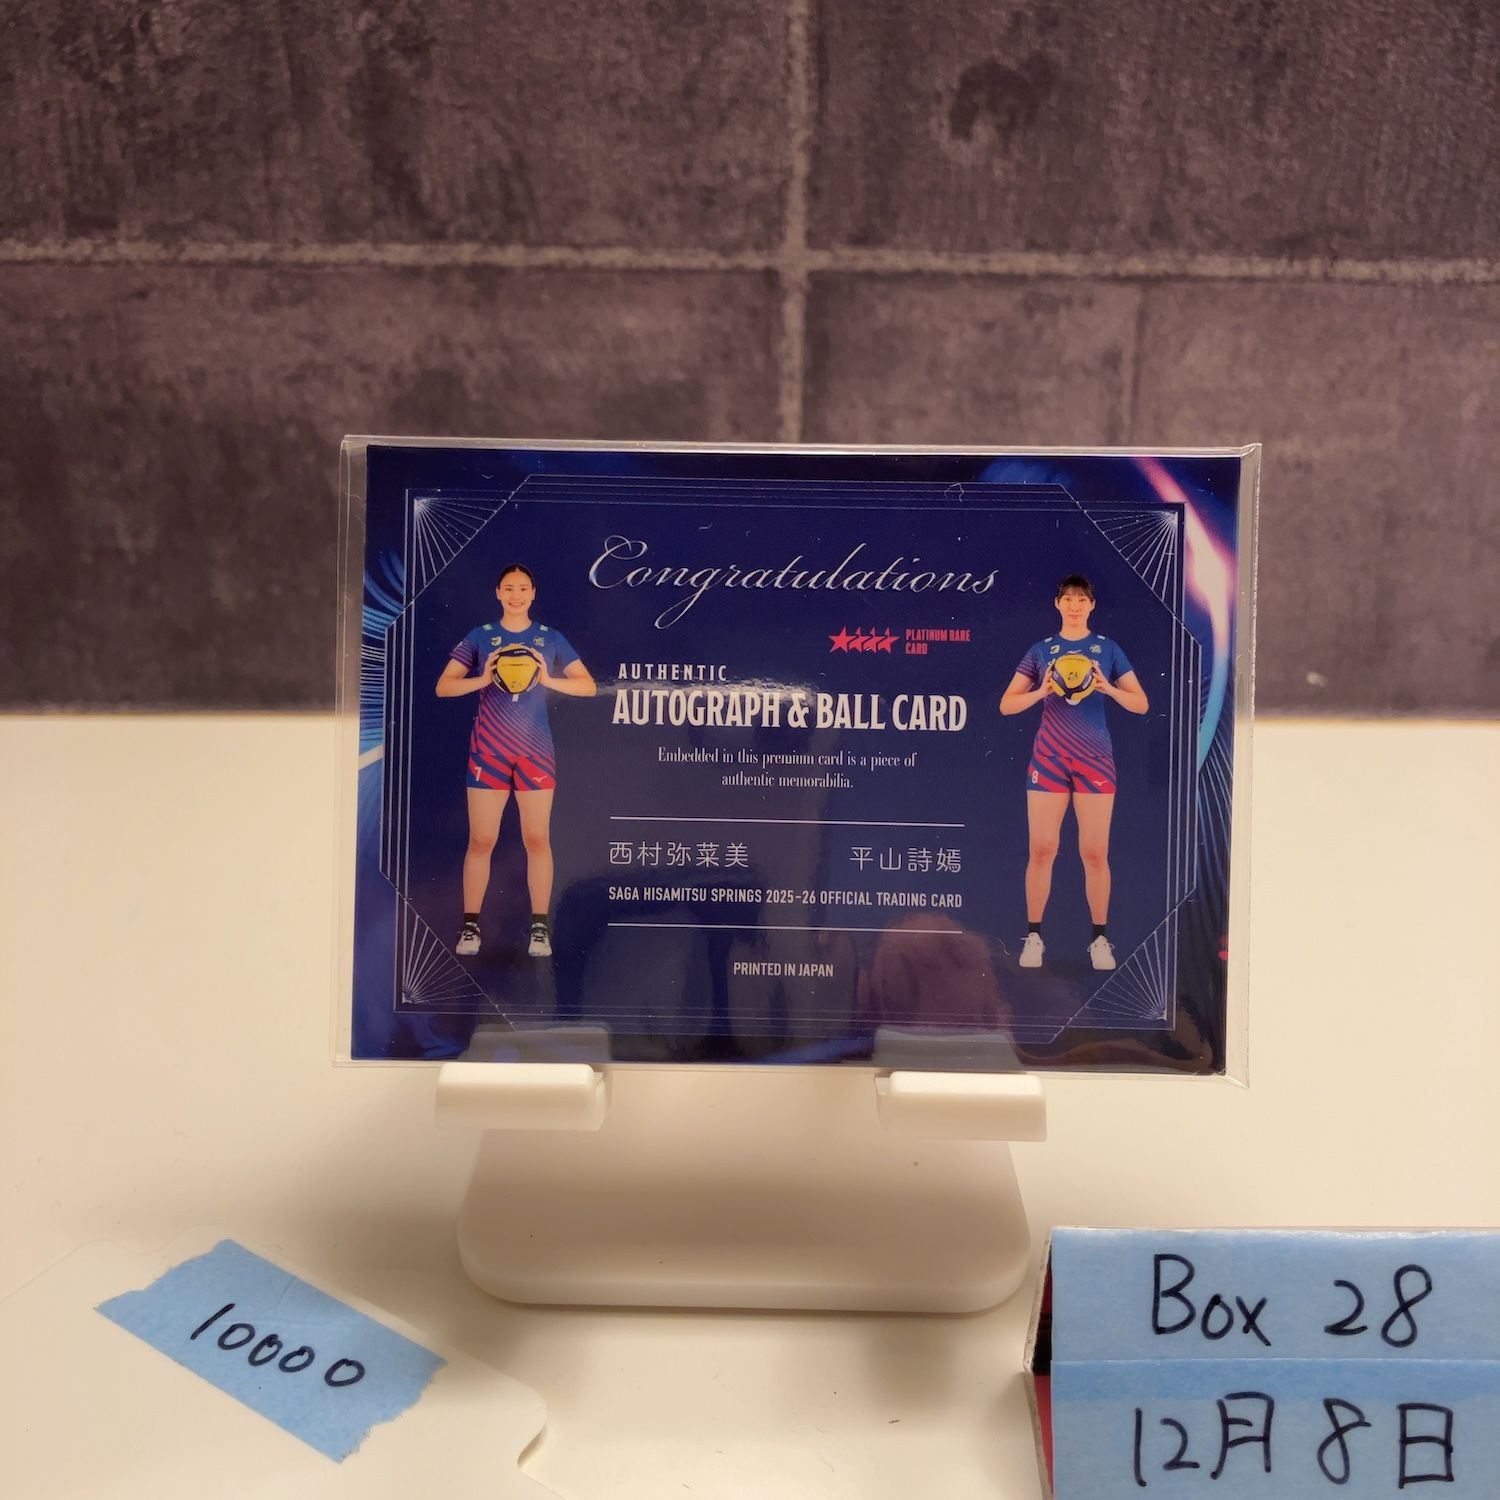 Congratulations
PLATINUM RARE
CARD
AUTHENTIC
AUTOGRAPH & BALL CARD
Embedded in this premium card is a piece of
authentic memorabilia.
7
8
西村弥菜美 平山詩嫣
SAGA HISAMITSU SPRINGS 2025-26 OFFICIAL TRADING CARD
PRINTED IN JAPAN
10000
Box 28
12月8日